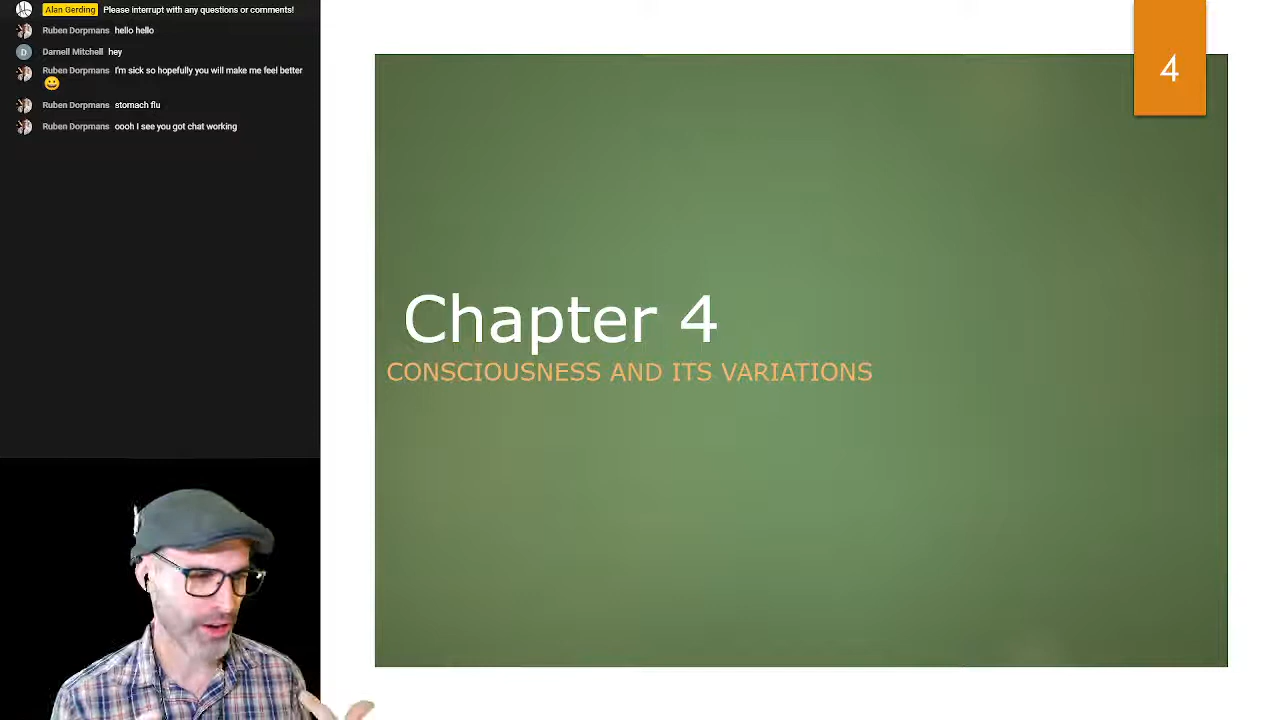 Alan Gerding Please interrupt with any questions or comments!
Ruben Dorpmans hello hello
D Darnell Mitchell hey
Ruben Dorpmans I'm sick so hopefully you will make me feel better
😀
Ruben Dorpmans stomach flu
Ruben Dorpmans oooh I see you got chat working
4
Chapter 4
CONSCIOUSNESS AND ITS VARIATIONS